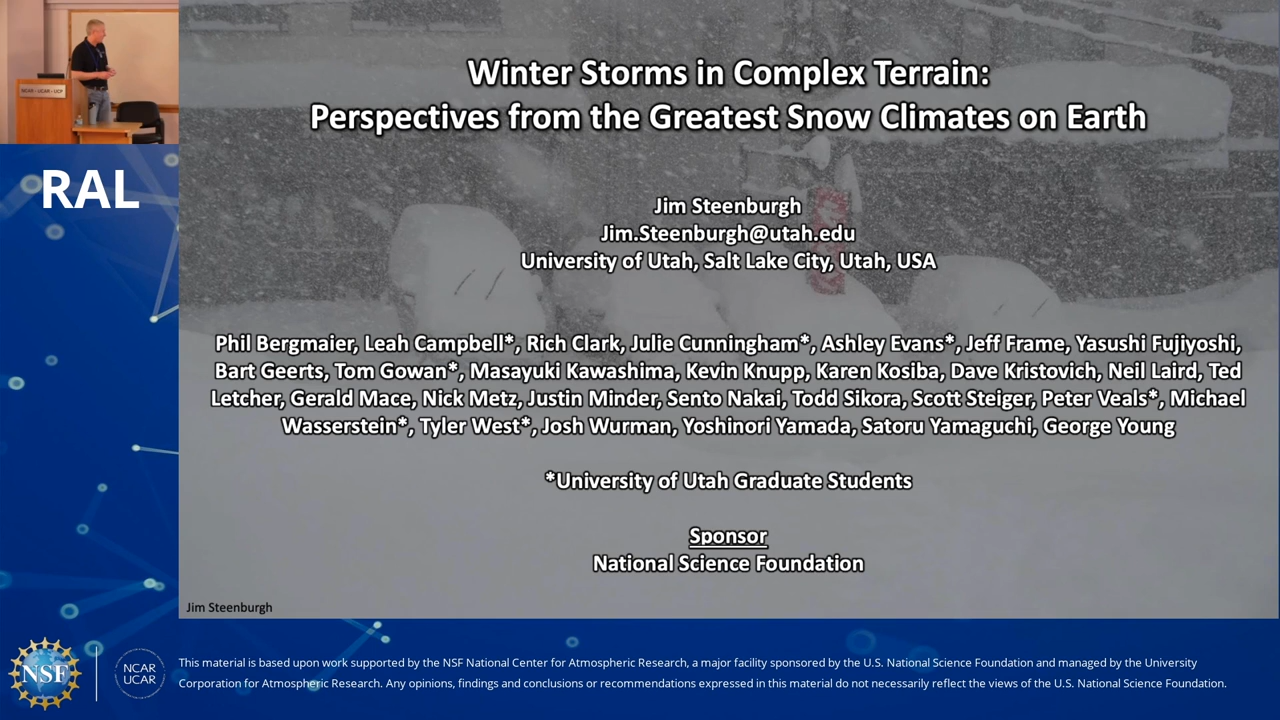 NCAR - UCAR - UCP
RAL
Winter Storms in Complex Terrain:
Perspectives from the Greatest Snow Climates on Earth
Jim Steenburgh
Jim.Steenburgh@utah.edu
University of Utah, Salt Lake City, Utah, USA
Phil Bergmaier, Leah Campbell*, Rich Clark, Julie Cunningham*, Ashley Evans*, Jeff Frame, Yasushi Fujiyoshi,
Bart Geerts, Tom Gowan*, Masayuki Kawashima, Kevin Knupp, Karen Kosiba, Dave Kristovich, Neil Laird, Ted
Letcher, Gerald Mace, Nick Metz, Justin Minder, Sento Nakai, Todd Sikora, Scott Steiger, Peter Veals*, Michael
Wasserstein*, Tyler West*, Josh Wurman, Yoshinori Yamada, Satoru Yamaguchi, George Young
*University of Utah Graduate Students
Sponsor
National Science Foundation
Jim Steenburgh
NSF
NCAR
UCAR
This material is based upon work supported by the NSF National Center for Atmospheric Research, a major facility sponsored by the U.S. National Science Foundation and managed by the University
Corporation for Atmospheric Research. Any opinions, findings and conclusions or recommendations expressed in this material do not necessarily reflect the views of the U.S. National Science Foundation.